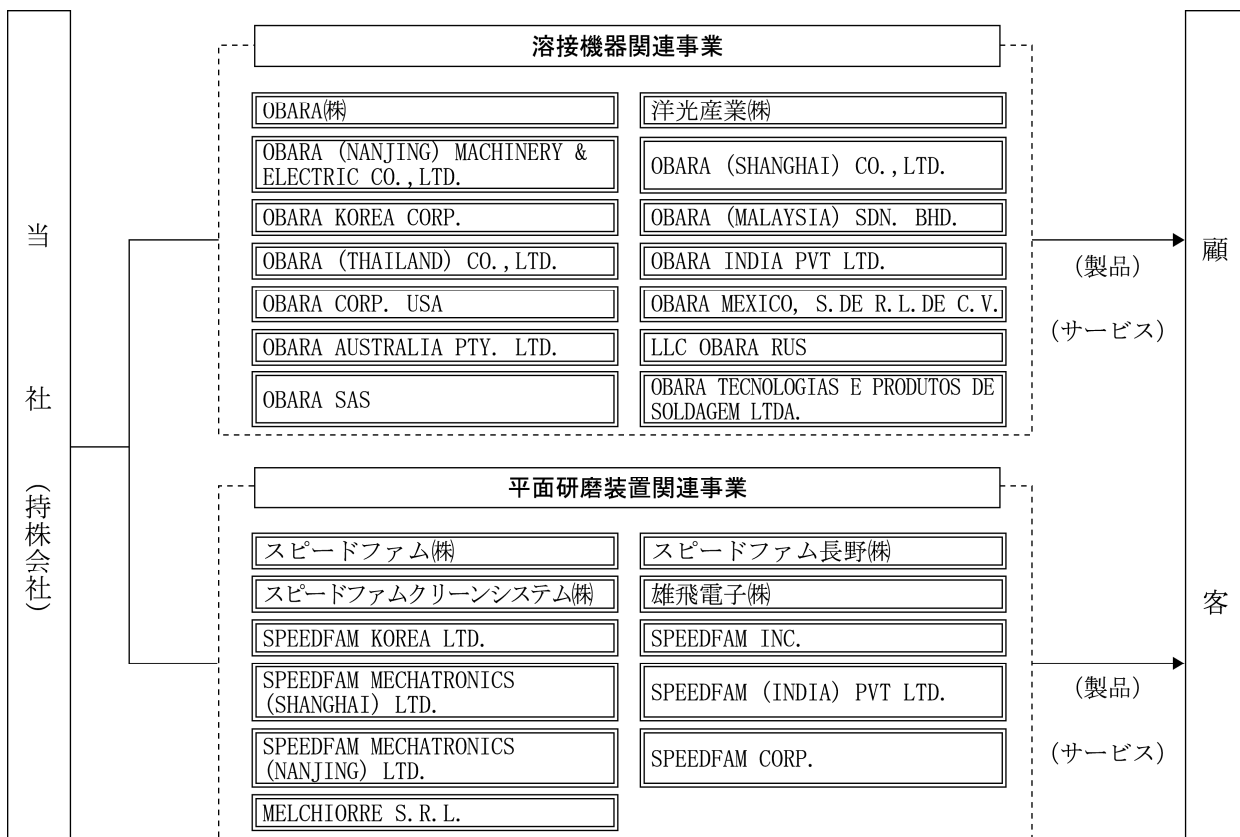 当社
(持株会社)
溶接機器関連事業
OBARA㈱
洋光産業㈱
OBARA (NANJING) MACHINERY &
ELECTRIC CO.,LTD.
OBARA (SHANGHAI) CO.,LTD.
OBARA KOREA CORP.
OBARA (MALAYSIA) SDN. BHD.
OBARA (THAILAND) CO.,LTD.
OBARA INDIA PVT LTD.
OBARA CORP. USA
OBARA MEXICO, S.DE R.L.DE C.V.
OBARA AUSTRALIA PTY. LTD.
LLC OBARA RUS
OBARA SAS
OBARA TECNOLOGIAS E PRODUTOS DE
SOLDAGEM LTDA.
(製品)
(サービス)
平面研磨装置関連事業
スピードファム㈱
スピードファム長野㈱
スピードファムクリーンシステム㈱
雄飛電子㈱
SPEEDFAM KOREA LTD.
SPEEDFAM INC.
SPEEDFAM MECHATRONICS
(SHANGHAI) LTD.
SPEEDFAM (INDIA) PVT LTD.
SPEEDFAM MECHATRONICS
(NANJING) LTD.
SPEEDFAM CORP.
MELCHIORRE S.R.L.
(製品)
(サービス)
顧客